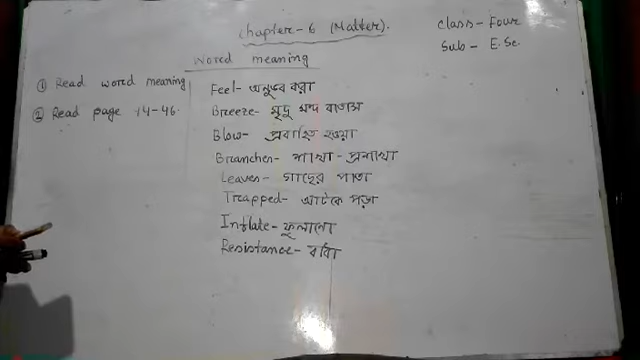 Chapter-6 (Matter).
Class- Four
Sub- E.Sc.
Word meaning
① Read word meaning
② Read page 44-46.
Feel- অনুভব করা
Breeze- মৃদু মন্দ বাতাস
Blow- প্রবাহিত হওয়া
Branches- শাখা - প্রশাখা
Leaves- গাছের পাতা
Trapped- আটকে পড়া
Inflate- ফুলানো
Resistance- বাধা